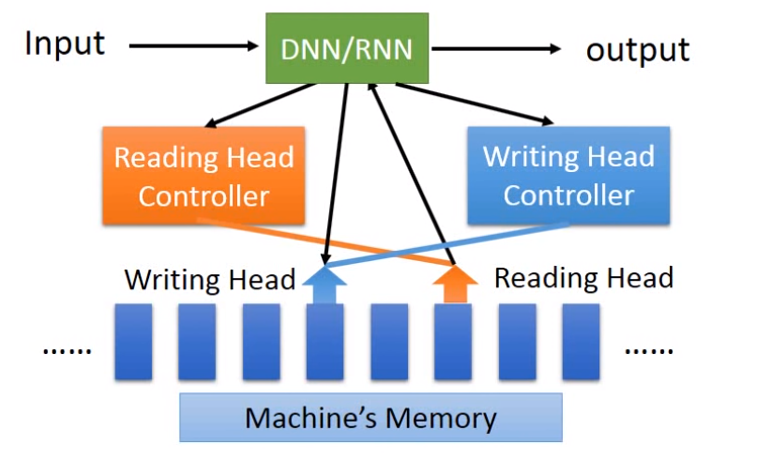 Input
DNN/RNN
output
Reading Head
Controller
Writing Head
Controller
Writing Head
Reading Head
......
......
Machine's Memory